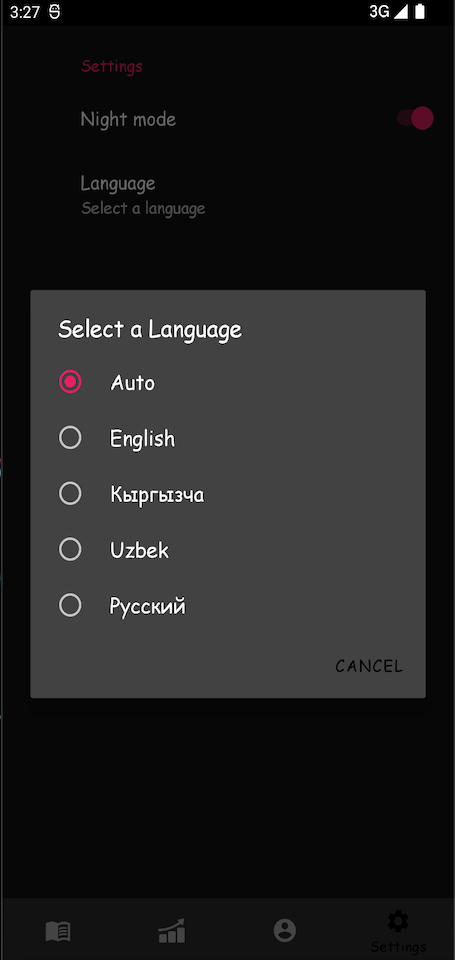 3:27
3G
Settings
Night mode
Language
Select a language
Select a Language
Auto
English
Кыргызча
Uzbek
Русский
CANCEL
Settings